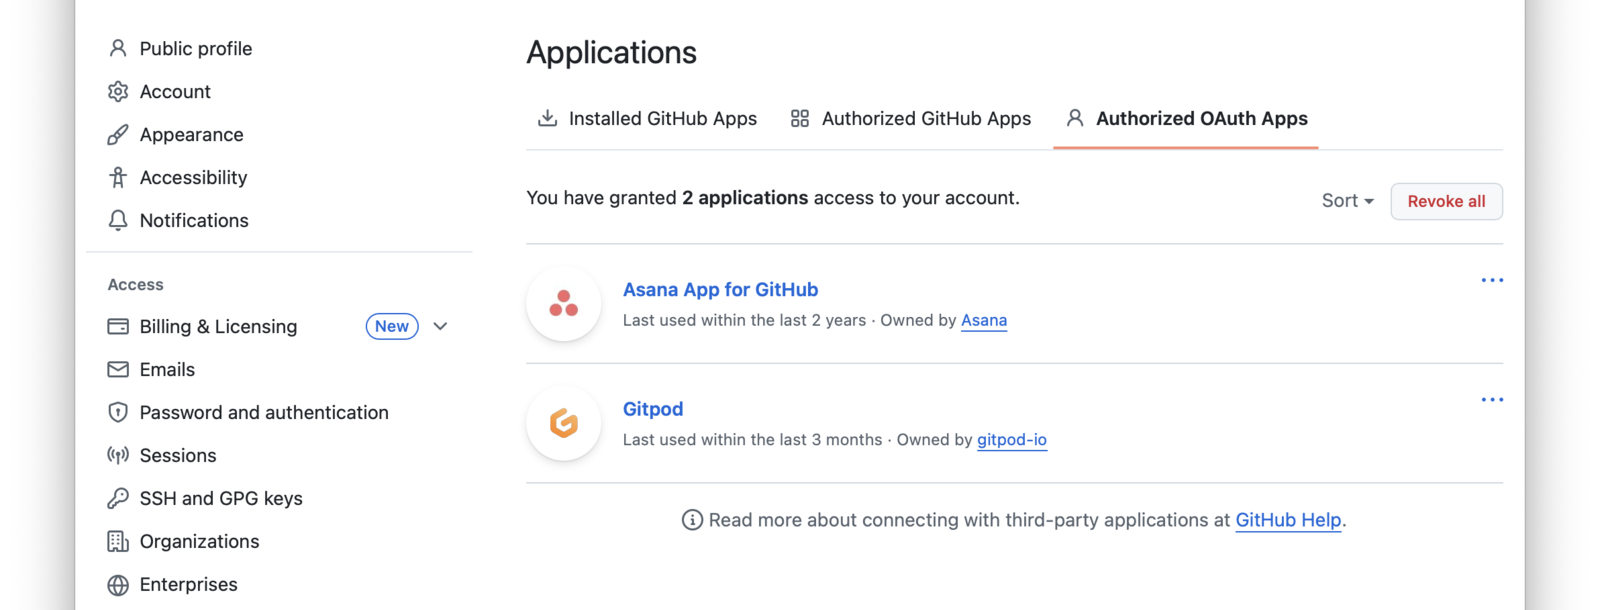 Public profile
Account
Appearance
Accessibility
Notifications
Access
Billing & Licensing New
Emails
Password and authentication
Sessions
SSH and GPG keys
Organizations
Enterprises
Applications
Installed GitHub Apps Authorized GitHub Apps Authorized OAuth Apps
You have granted 2 applications access to your account. Sort Revoke all
Asana App for GitHub
Last used within the last 2 years · Owned by Asana
Gitpod
Last used within the last 3 months · Owned by gitpod-io
Read more about connecting with third-party applications at GitHub Help.